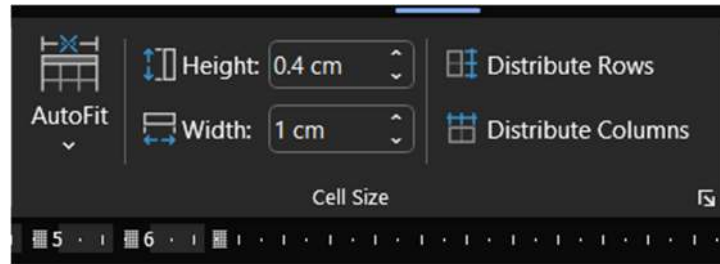 Height: 0.4 cm
Distribute Rows
AutoFit
Width: 1 cm
Distribute Columns
Cell Size
5 6